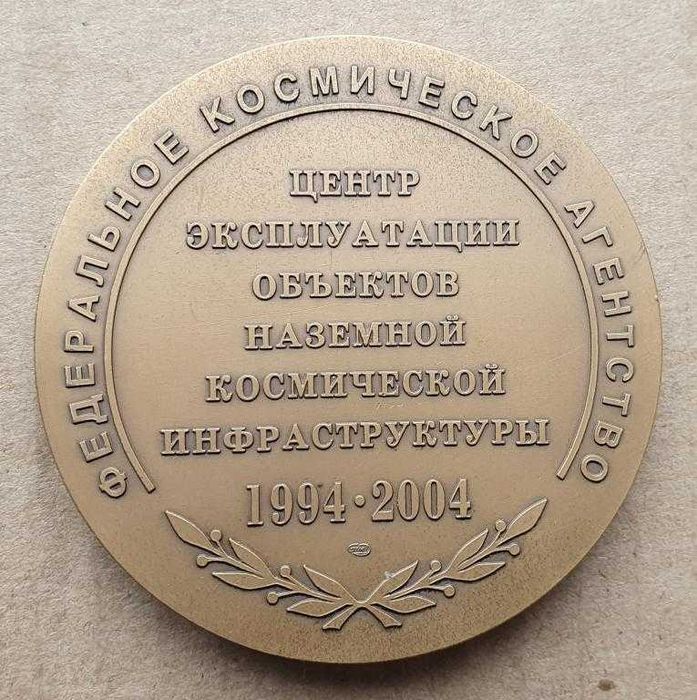 ФЕДЕРАЛЬНОЕ КОСМИЧЕСКОЕ АГЕНТСТВО
ЦЕНТР
ЭКСПЛУАТАЦИИ
ОБЪЕКТОВ
НАЗЕМНОЙ
КОСМИЧЕСКОЙ
ИНФРАСТРУКТУРЫ
1994·2004